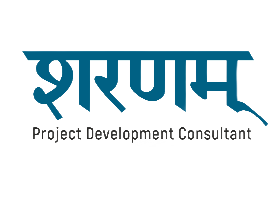 शरणम्
Project Development Consultant